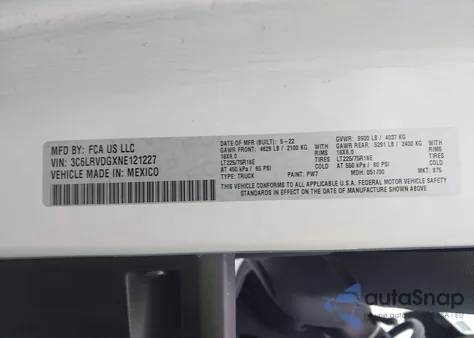 MFD BY: FCA US LLC
VIN: 3C6LRVDGXNE121227
VEHICLE MADE IN: MEXICO
DATE OF MFR (BUILT): 5-22 GVWR: 8900 LB / 4037 KG
GAWR FRONT: 4629 LB / 2100 KG WITH GAWR REAR: 5291 LB / 2400 KG WITH
16X6.0 RIMS 16X6.0 RIMS
LT225/75R16E TIRES LT225/75R16E TIRES
AT 450 kPa / 65 PSI COLD AT 550 kPa / 80 PSI COLD
TYPE: TRUCK PAINT: PW7 MDH: 051700 MKT: 875
THIS VEHICLE CONFORMS TO ALL APPLICABLE U.S.A. FEDERAL MOTOR VEHICLE SAFETY
STANDARDS IN EFFECT ON THE DATE OF MANUFACTURE SHOWN ABOVE.
autoSnap